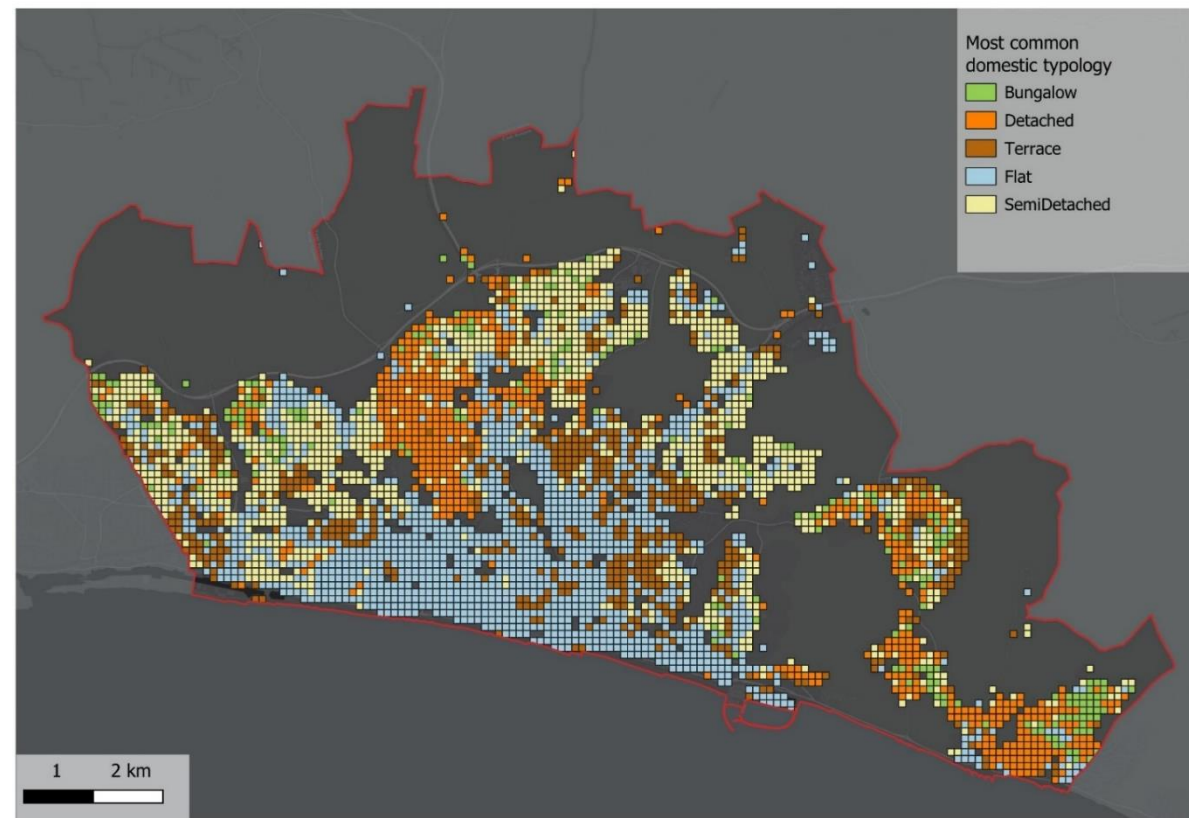 Most common
domestic typology
Bungalow
Detached
Terrace
Flat
SemiDetached
1 2 km